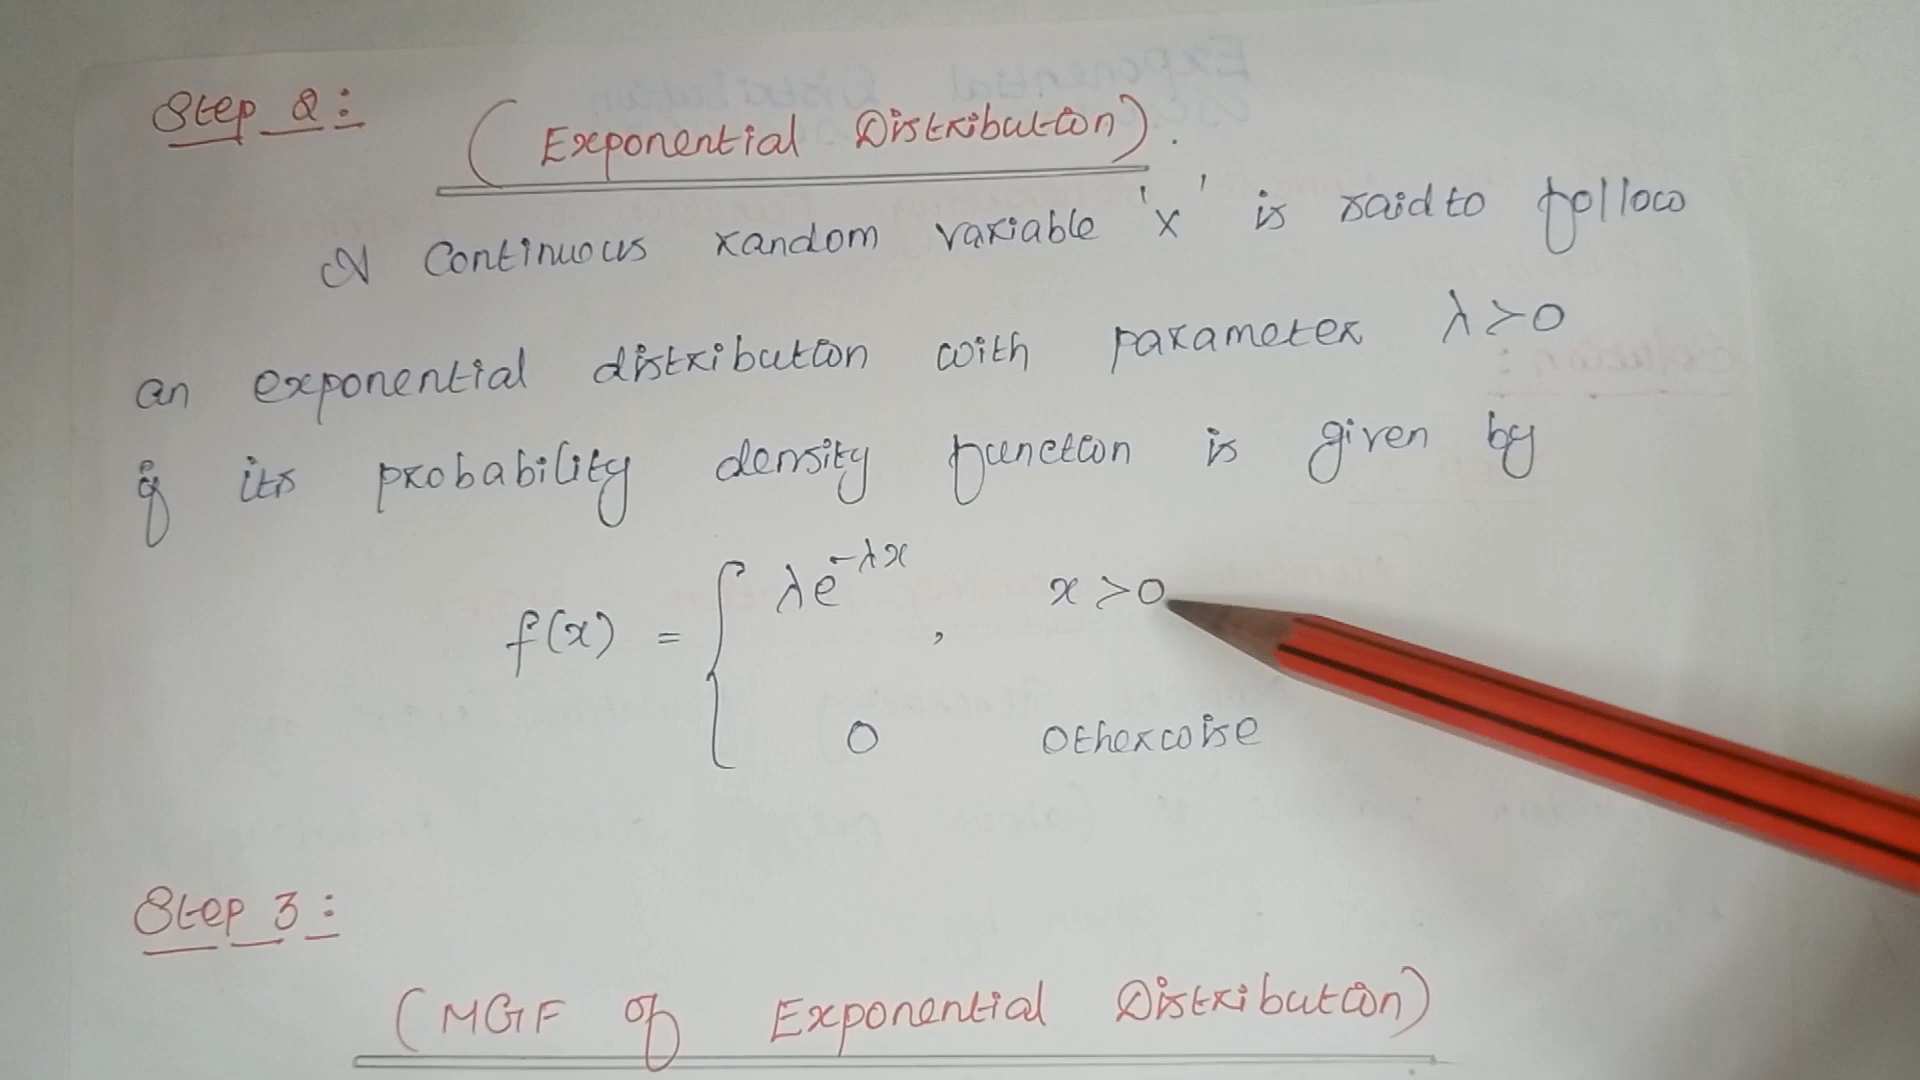 Step 2:
(Exponential Distribution).
A Continuous random variable 'x' is said to follow
an exponential distribution with parameter λ>0
if its probability density function is given by
f(x) = { λe^{-λx} , x>0
0 otherwise
Step 3:
(MGF of Exponential Distribution)